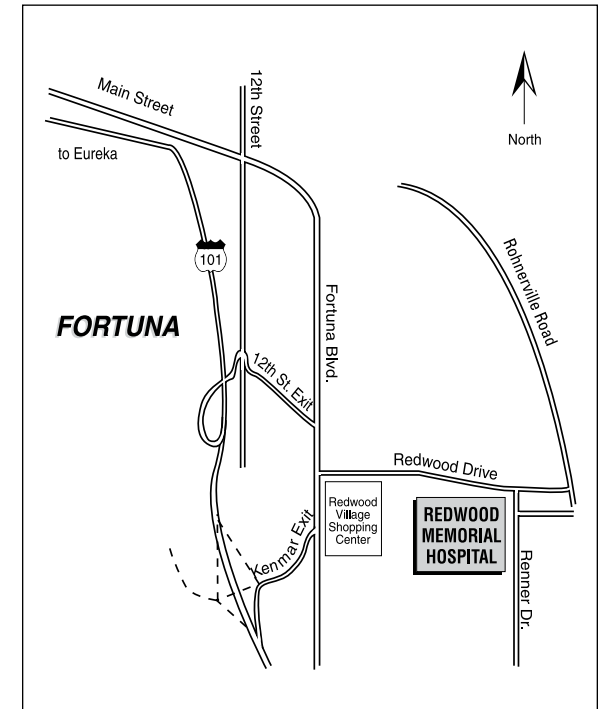 Main Street
12th Street
North
to Eureka
101
Rohnerville Road
FORTUNA
Fortuna Blvd.
12th St. Exit
Redwood Drive
Redwood
Village
Shopping
Center
REDWOOD
MEMORIAL
HOSPITAL
Kenmar Exit
Renner Dr.